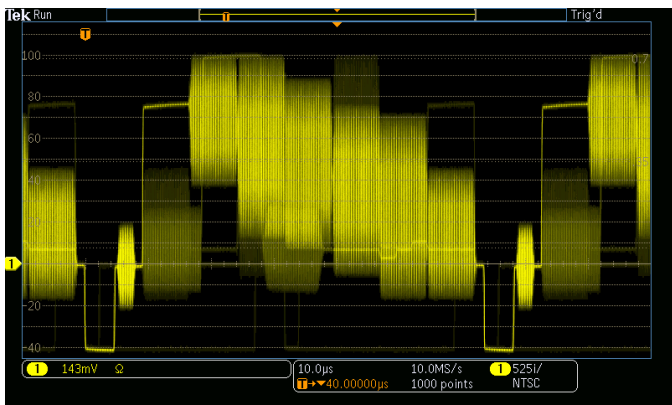 Tek Run
Trig'd
T
T
100
0.7
80
60
40
20
1
-20
-40
1 143mV Ω
10.0µs
10.0MS/s
1 525i/
T→▼40.00000µs
1000 points
NTSC